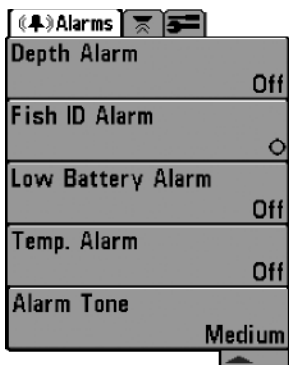 Alarms
Depth Alarm
Off
Fish ID Alarm
Low Battery Alarm
Off
Temp. Alarm
Off
Alarm Tone
Medium